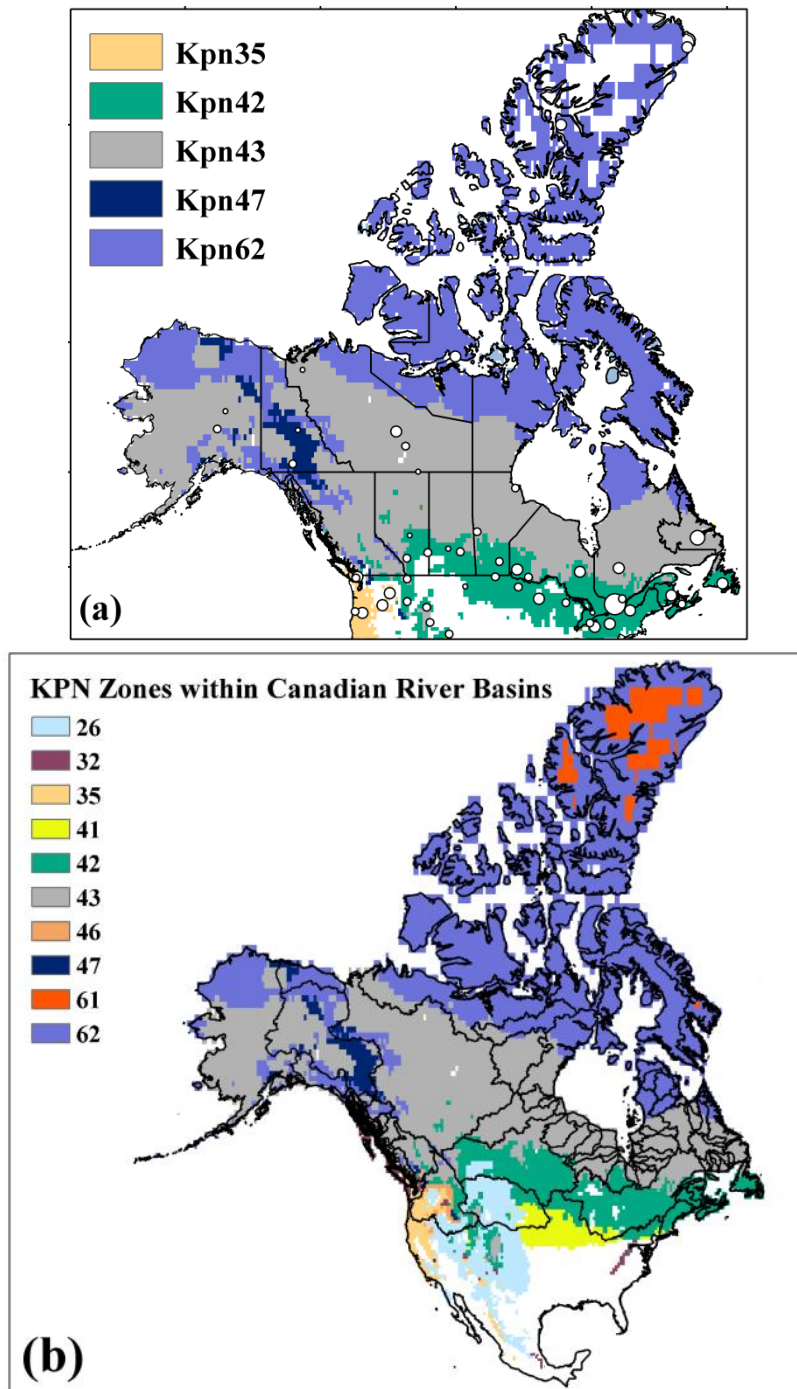 Kpn35
Kpn42
Kpn43
Kpn47
Kpn62
(a)
KPN Zones within Canadian River Basins
26
32
35
41
42
43
46
47
61
62
(b)